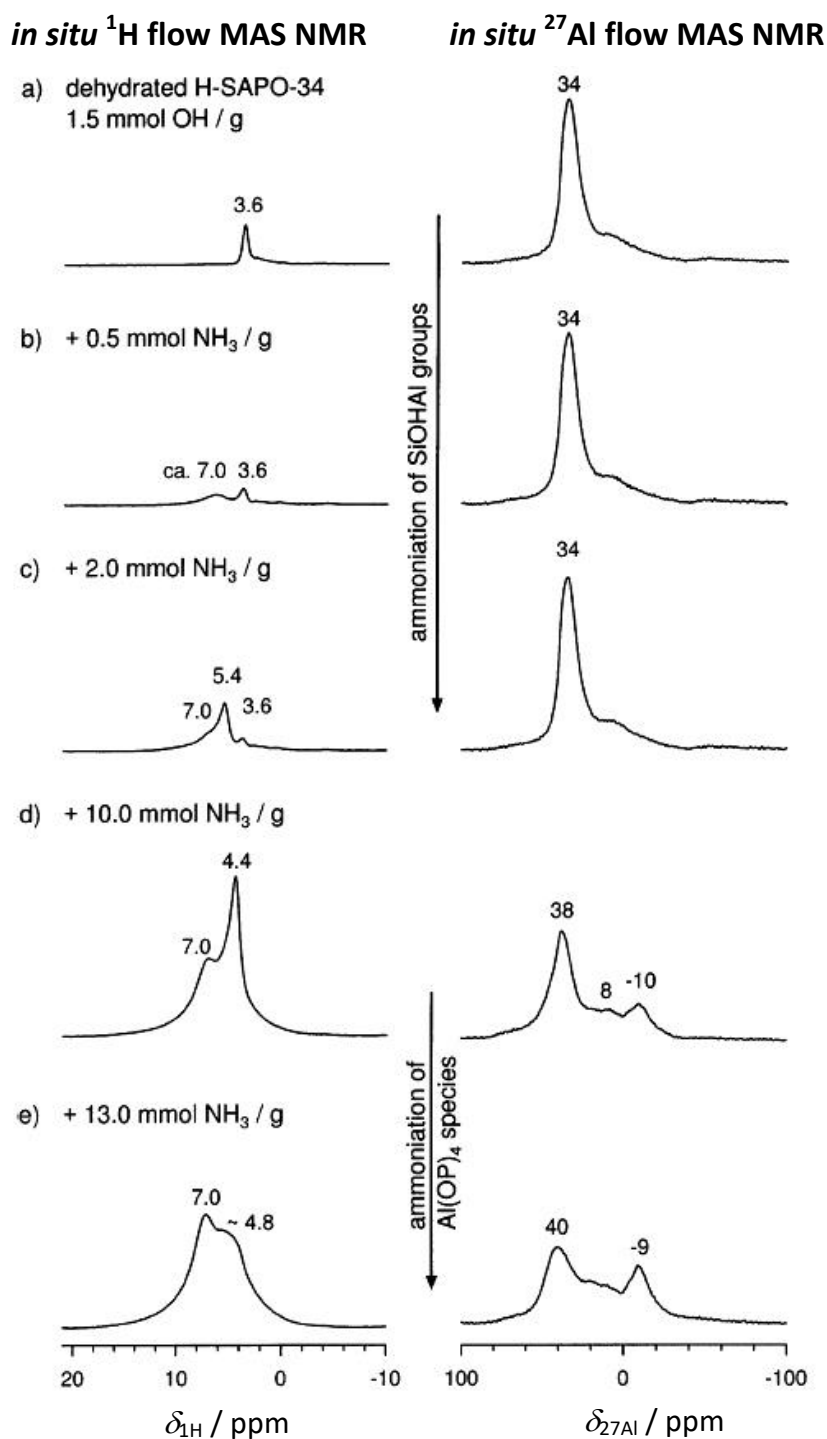 in situ ¹H flow MAS NMR
in situ ²⁷Al flow MAS NMR
a) dehydrated H-SAPO-34
1.5 mmol OH / g
3.6
34
b) + 0.5 mmol NH₃ / g
ca. 7.0 3.6
34
c) + 2.0 mmol NH₃ / g
5.4
7.0 3.6
34
ammoniation of SiOHAl groups
d) + 10.0 mmol NH₃ / g
4.4
7.0
38
8 -10
e) + 13.0 mmol NH₃ / g
7.0
~ 4.8
40
-9
ammoniation of
Al(OP)₄ species
20 10 0 -10
100 0 -100
δ₁H / ppm
δ₂₇Al / ppm